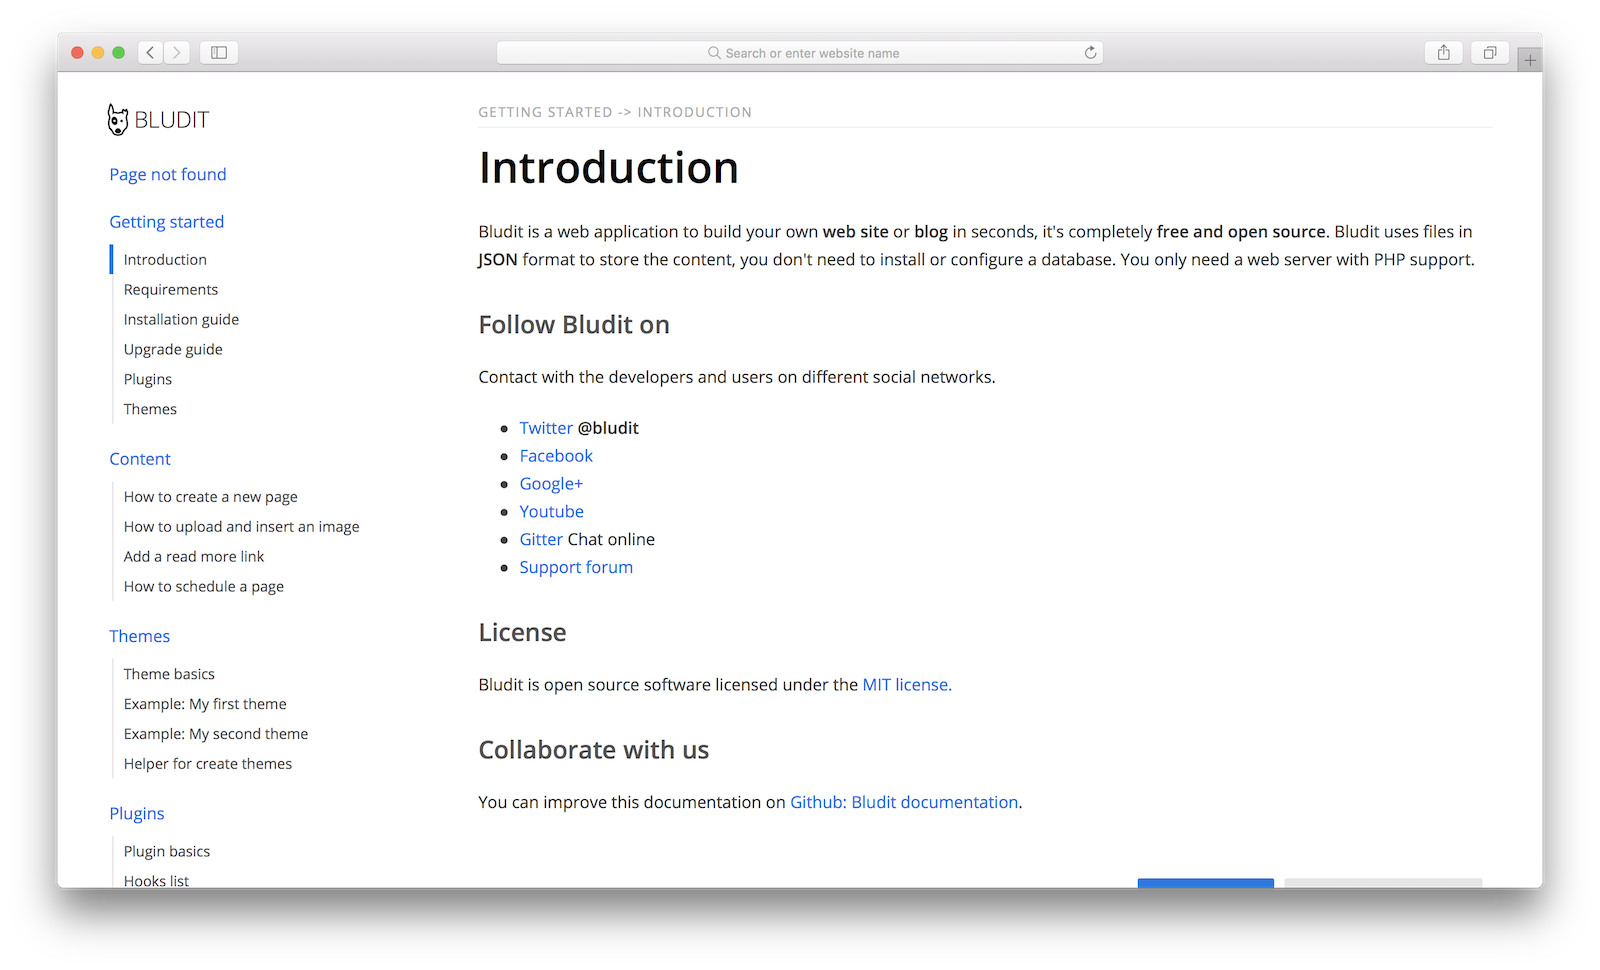 Search or enter website name
BLUDIT
Page not found
Getting started
Introduction
Requirements
Installation guide
Upgrade guide
Plugins
Themes
Content
How to create a new page
How to upload and insert an image
Add a read more link
How to schedule a page
Themes
Theme basics
Example: My first theme
Example: My second theme
Helper for create themes
Plugins
Plugin basics
Hooks list
GETTING STARTED -> INTRODUCTION
Introduction
Bludit is a web application to build your own web site or blog in seconds, it's completely free and open source. Bludit uses files in
JSON format to store the content, you don't need to install or configure a database. You only need a web server with PHP support.
Follow Bludit on
Contact with the developers and users on different social networks.
Twitter @bludit
Facebook
Google+
Youtube
Gitter Chat online
Support forum
License
Bludit is open source software licensed under the MIT license.
Collaborate with us
You can improve this documentation on Github: Bludit documentation.